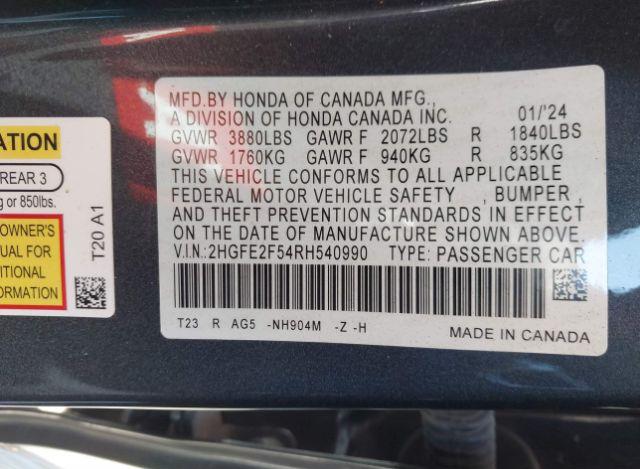 ATION
REAR 3
g or 850lbs.
OWNER'S
UAL FOR
ITIONAL
FORMATION
T20 A1
MFD.BY HONDA OF CANADA MFG.,
A DIVISION OF HONDA CANADA INC. 01/'24
GVWR 3880LBS GAWR F 2072LBS R 1840LBS
GVWR 1760KG GAWR F 940KG R 835KG
THIS VEHICLE CONFORMS TO ALL APPLICABLE
FEDERAL MOTOR VEHICLE SAFETY , BUMPER ,
AND THEFT PREVENTION STANDARDS IN EFFECT
ON THE DATE OF MANUFACTURE SHOWN ABOVE.
V.I.N.:2HGFE2F54RH540990 TYPE: PASSENGER CAR
T23 R AG5 -NH904M -Z -H
MADE IN CANADA